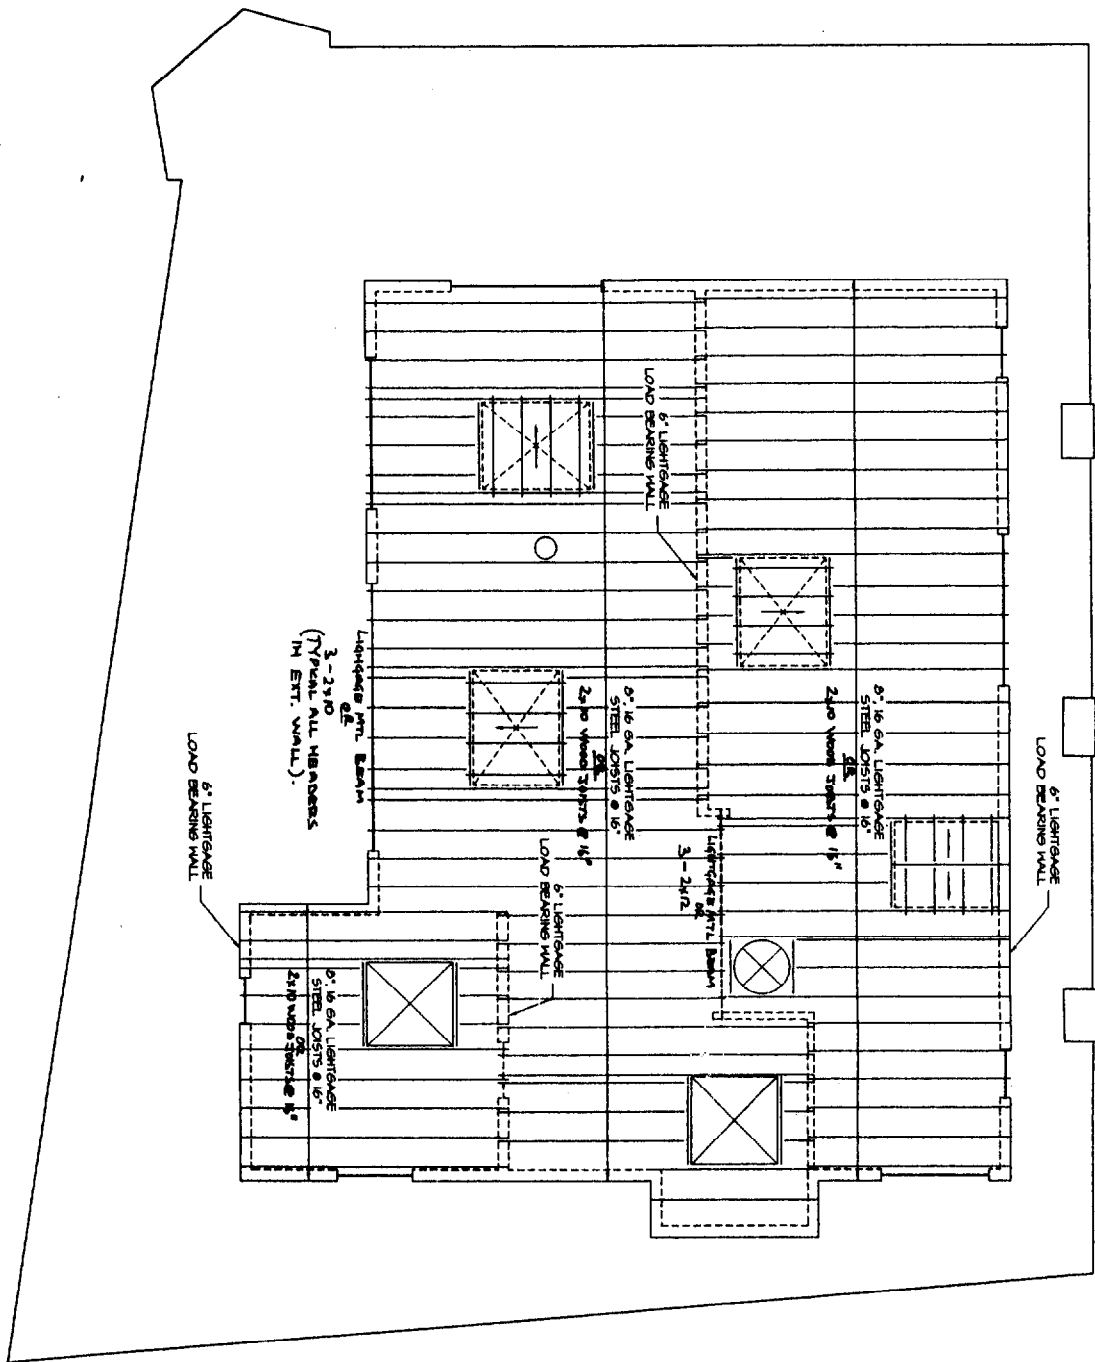 6" LIGHTGAGE
LOAD BEARING WALL
8", 16 GA. LIGHTGAGE
STEEL JOISTS @ 16"
OR
2x10 WOOD JOISTS @ 16"
6" LIGHTGAGE
LOAD BEARING WALL
8", 16 GA. LIGHTGAGE
STEEL JOISTS @ 16"
OR
2x10 WOOD JOISTS @ 16"
LIGHTGAGE MTL BEAM
OR
3-2x12
LIGHGAGE MTL BEAM
OR
3-2x10
(TYPICAL ALL HEADERS
IN EXT. WALL).
6" LIGHTGAGE
LOAD BEARING WALL
6" LIGHTGAGE
LOAD BEARING WALL
8", 16 GA. LIGHTGAGE
STEEL JOISTS @ 16"
OR
2x10 WOOD JOISTS @ 16"